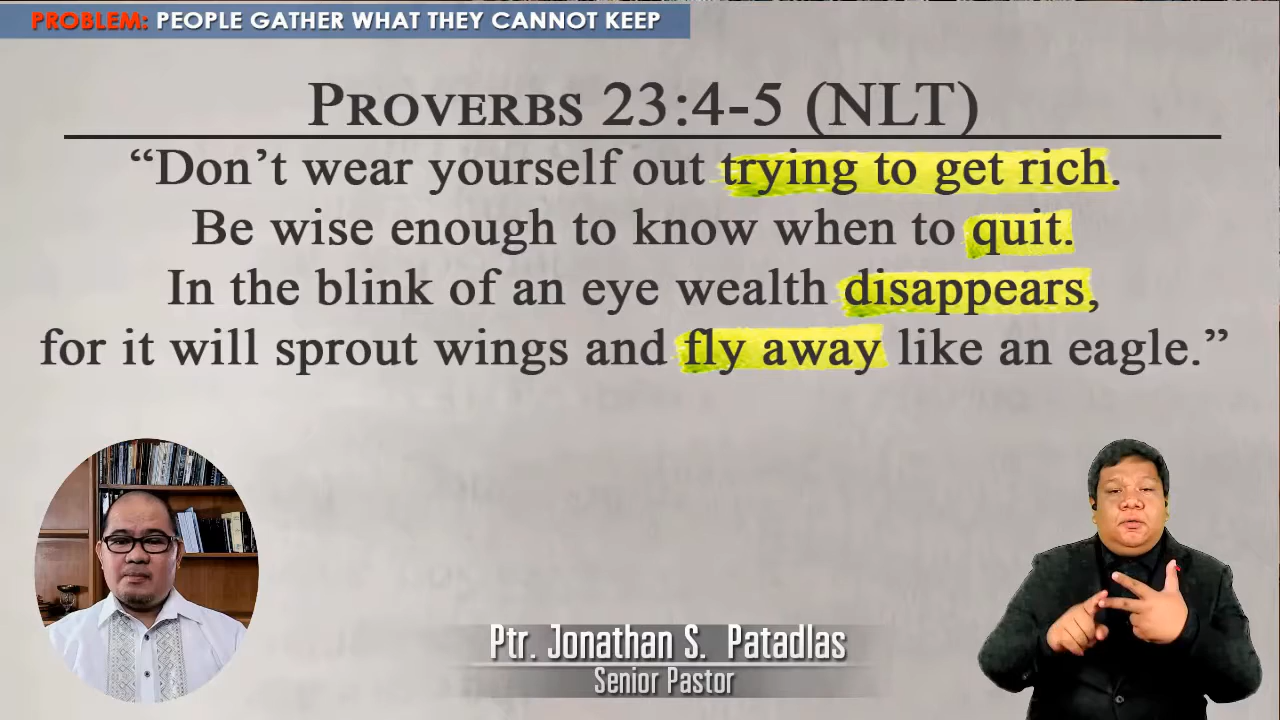 PROBLEM: PEOPLE GATHER WHAT THEY CANNOT KEEP
PROVERBS 23:4-5 (NLT)
“Don’t wear yourself out trying to get rich.
Be wise enough to know when to quit.
In the blink of an eye wealth disappears,
for it will sprout wings and fly away like an eagle.”
Ptr. Jonathan S. Patadlas
Senior Pastor